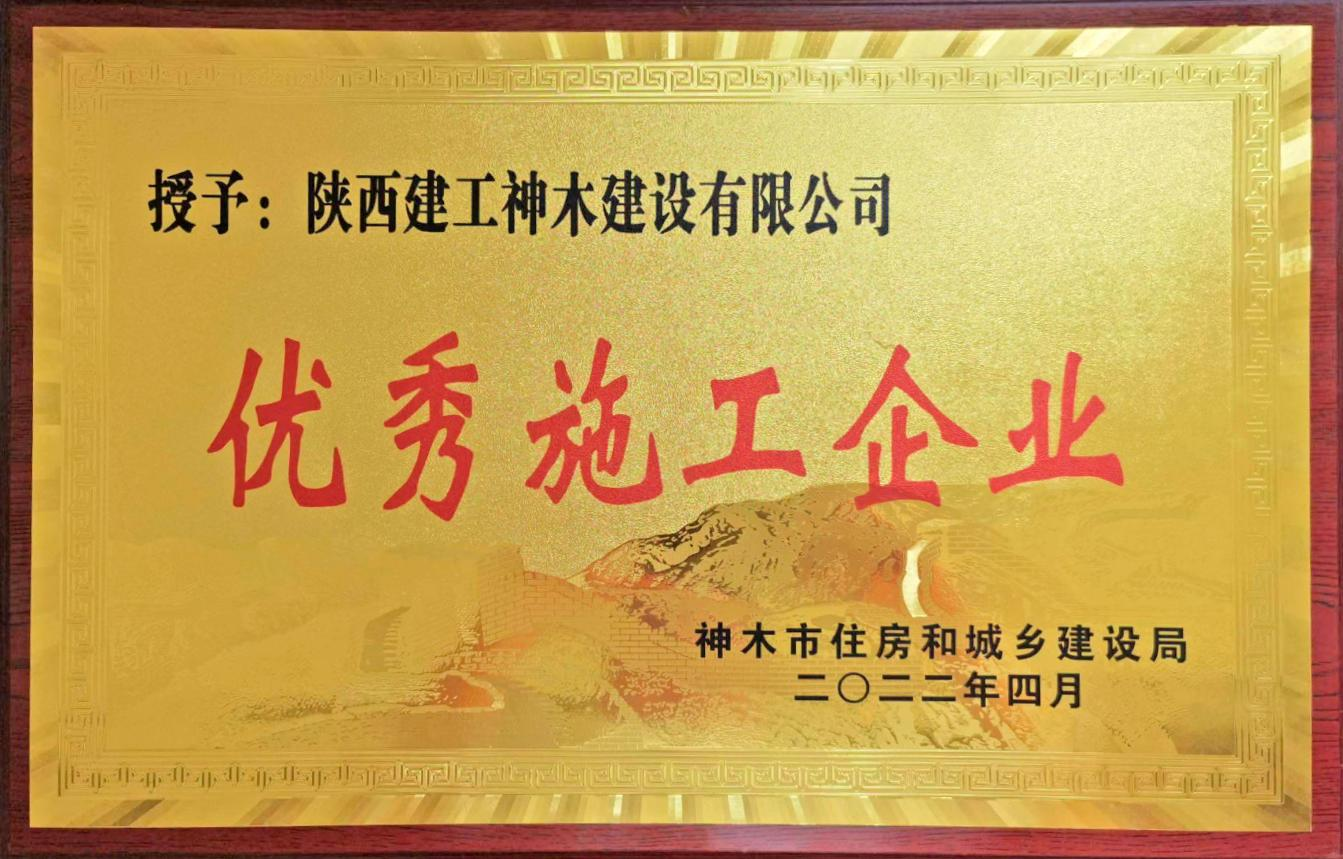 授予：陕西建工神木建设有限公司
优秀施工企业
神木市住房和城乡建设局
二〇二二年四月